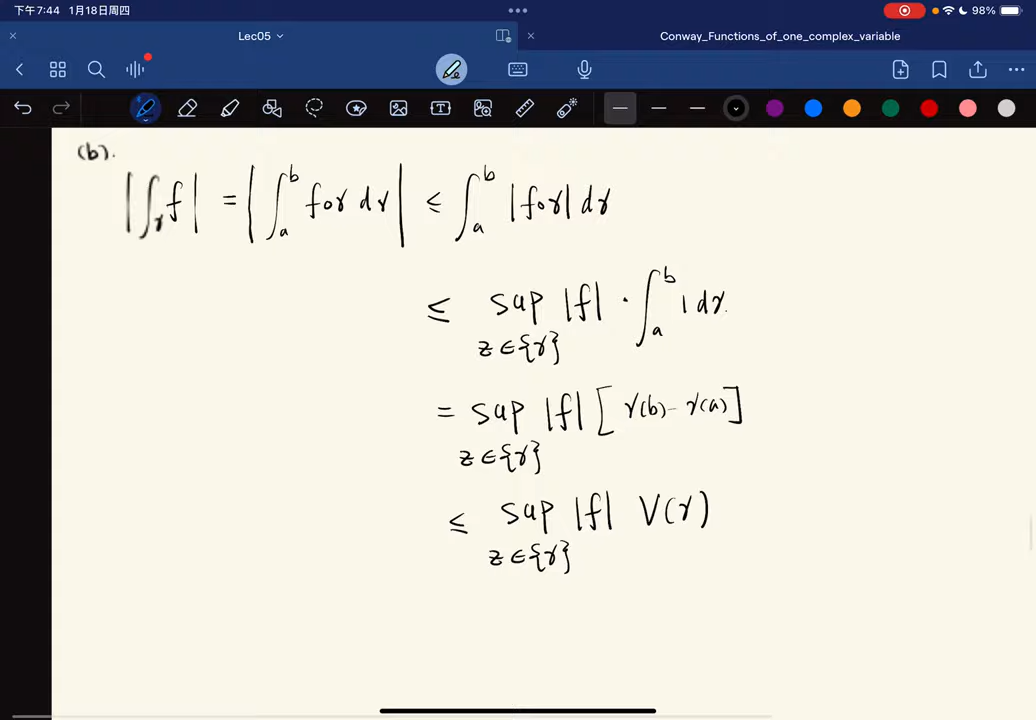 下午7:44 1月18日周四
98%
Lec05
Conway_Functions_of_one_complex_variable
(b).
|∫_γ f| = |∫_a^b f∘γ dγ| ≤ ∫_a^b |f∘γ| dγ
≤ sup_{z∈{γ}} |f| · ∫_a^b 1 dγ.
= sup_{z∈{γ}} |f| [γ(b) - γ(a)]
≤ sup_{z∈{γ}} |f| V(γ)